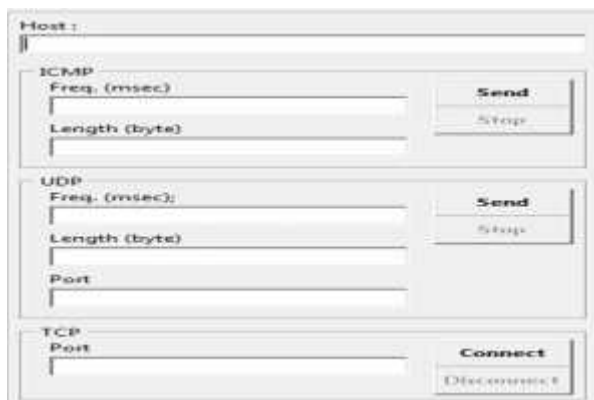 Host :
ICMP
Freq. (msec)
Send
Stop
Length (byte)
UDP
Freq. (msec);
Send
Stop
Length (byte)
Port
TCP
Port
Connect
Disconnect